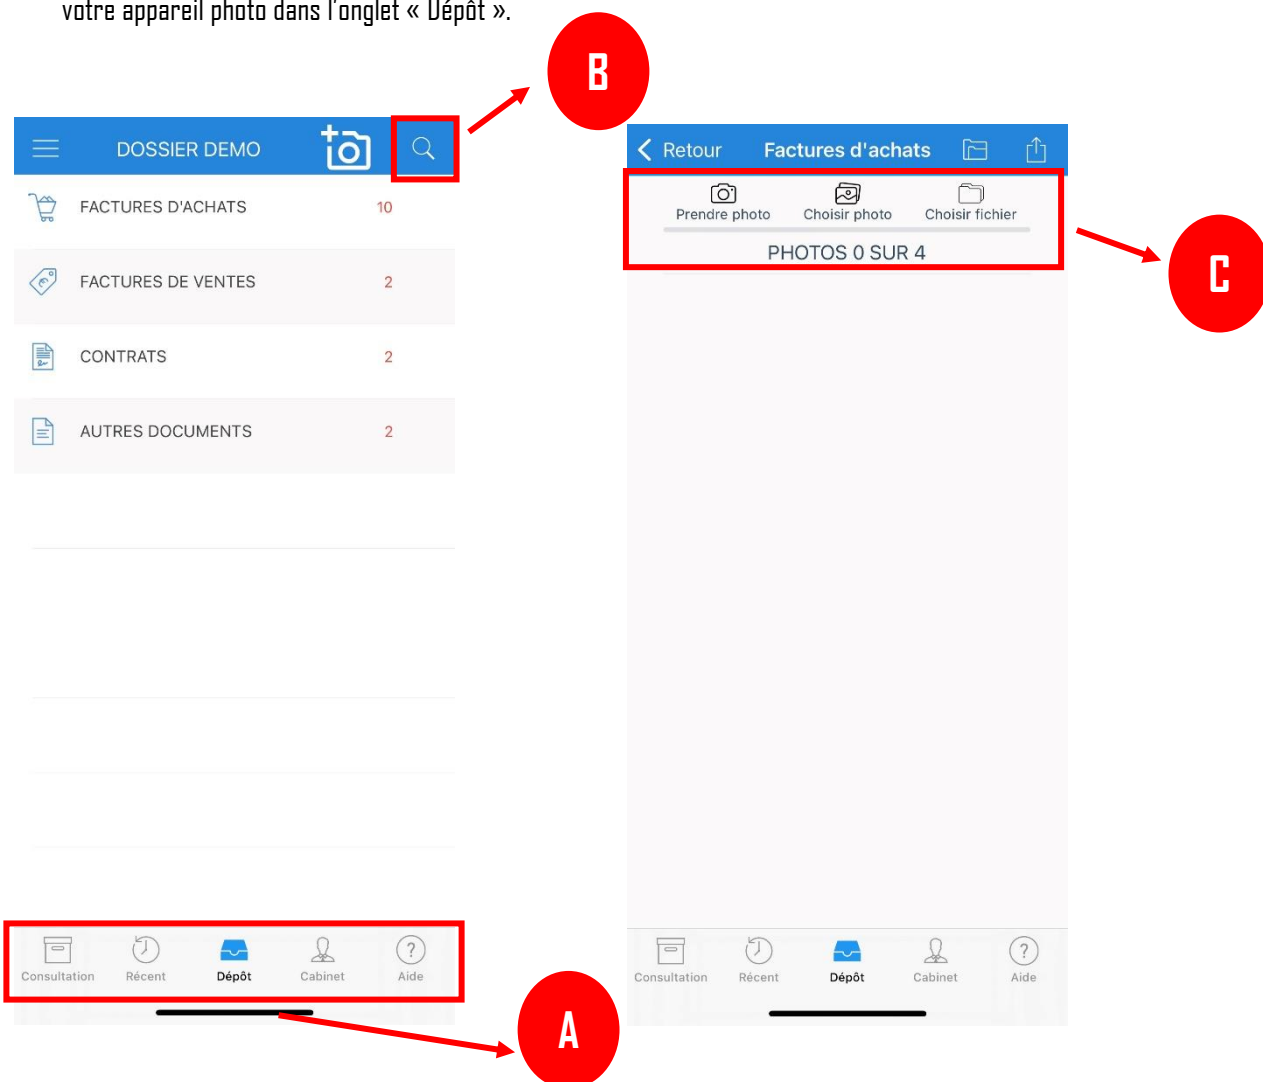 votre appareil photo dans l'onglet « Dépôt ».
B
DOSSIER DEMO
FACTURES D'ACHATS 10
FACTURES DE VENTES 2
CONTRATS 2
AUTRES DOCUMENTS 2
Consultation Récent Dépôt Cabinet Aide
A
Retour Factures d'achats
Prendre photo Choisir photo Choisir fichier
PHOTOS 0 SUR 4
C
Consultation Récent Dépôt Cabinet Aide